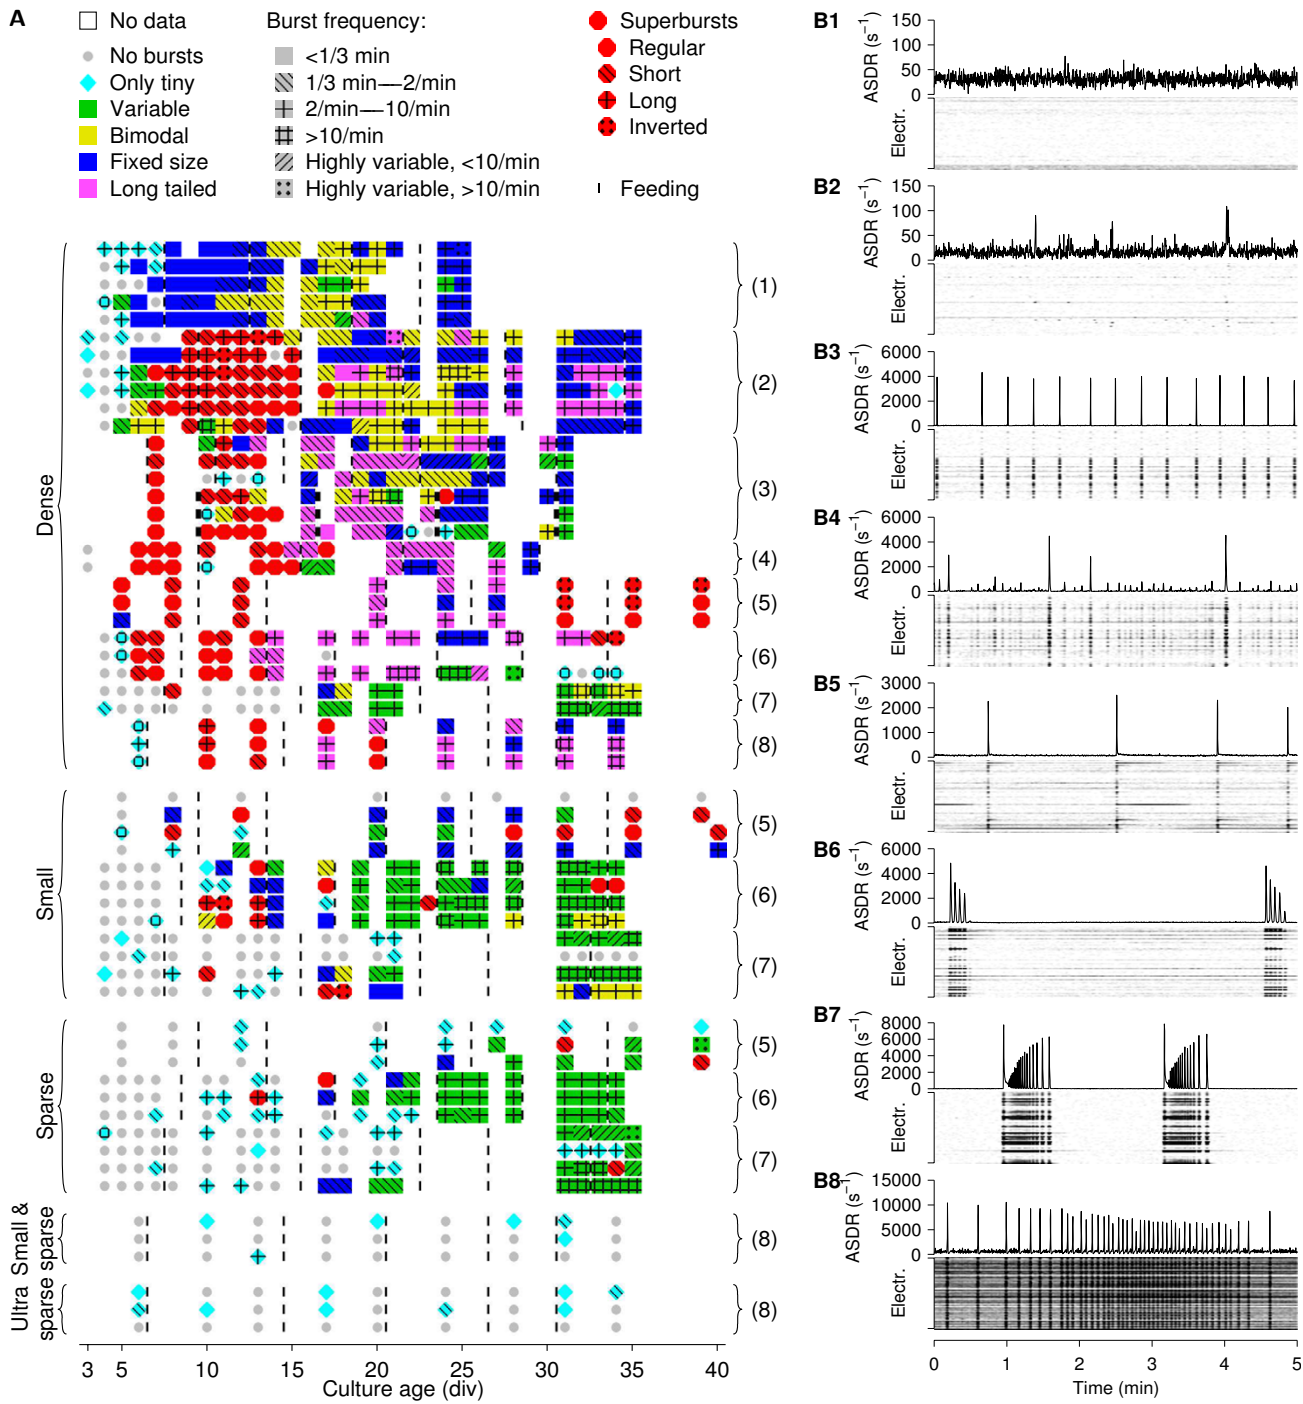 A
No data
Burst frequency:
Superbursts
No bursts
<1/3 min
Regular
Only tiny
1/3 min—2/min
Short
Variable
2/min—10/min
Long
Bimodal
>10/min
Inverted
Fixed size
Highly variable, <10/min
Long tailed
Highly variable, >10/min
Feeding
Dense
(1)
(2)
(3)
(4)
(5)
(6)
(7)
(8)
Small
(5)
(6)
(7)
Sparse
(5)
(6)
(7)
Small & sparse
(8)
Ultra sparse
(8)
3 5 10 15 20 25 30 35 40
Culture age (div)
B1
ASDR (s−1)
150
100
50
0
Electr.
B2
ASDR (s−1)
150
100
50
0
Electr.
B3
ASDR (s−1)
6000
4000
2000
0
Electr.
B4
ASDR (s−1)
6000
4000
2000
0
Electr.
B5
ASDR (s−1)
3000
2000
1000
0
Electr.
B6
ASDR (s−1)
6000
4000
2000
0
Electr.
B7
ASDR (s−1)
8000
6000
4000
2000
0
Electr.
B8
ASDR (s−1)
15000
10000
5000
0
Electr.
0 1 2 3 4 5
Time (min)